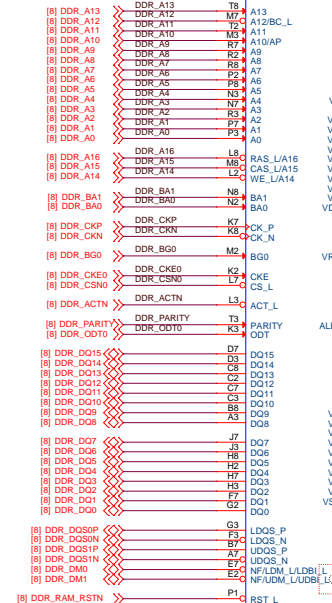 [8] DDR_A13 DDR_A13 T8 A13
[8] DDR_A12 DDR_A12 M7 A12/BC_L
[8] DDR_A11 DDR_A11 T2 A11
[8] DDR_A10 DDR_A10 M3 A10/AP
[8] DDR_A9 DDR_A9 R7 A9
[8] DDR_A8 DDR_A8 R2 A8
[8] DDR_A7 DDR_A7 R8 A7
[8] DDR_A6 DDR_A6 P2 A6
[8] DDR_A5 DDR_A5 P8 A5
[8] DDR_A4 DDR_A4 N3 A4
[8] DDR_A3 DDR_A3 N7 A3
[8] DDR_A2 DDR_A2 R3 A2
[8] DDR_A1 DDR_A1 P7 A1
[8] DDR_A0 DDR_A0 P3 A0
[8] DDR_A16 DDR_A16 L8 RAS_L/A16
[8] DDR_A15 DDR_A15 M8 CAS_L/A15
[8] DDR_A14 DDR_A14 L2 WE_L/A14
[8] DDR_BA1 DDR_BA1 N8 BA1
[8] DDR_BA0 DDR_BA0 N2 BA0
[8] DDR_CKP DDR_CKP K7 CK_P
[8] DDR_CKN DDR_CKN K8 CK_N
[8] DDR_BG0 DDR_BG0 M2 BG0
[8] DDR_CKE0 DDR_CKE0 K2 CKE
[8] DDR_CSN0 DDR_CSN0 L7 CS_L
[8] DDR_ACTN DDR_ACTN L3 ACT_L
[8] DDR_PARITY DDR_PARITY T3 PARITY
[8] DDR_ODT0 DDR_ODT0 K3 ODT
[8] DDR_DQ15 D7 DQ15
[8] DDR_DQ14 D3 DQ14
[8] DDR_DQ13 C8 DQ13
[8] DDR_DQ12 C2 DQ12
[8] DDR_DQ11 C7 DQ11
[8] DDR_DQ10 C3 DQ10
[8] DDR_DQ9 B8 DQ9
[8] DDR_DQ8 A3 DQ8
[8] DDR_DQ7 J7 DQ7
[8] DDR_DQ6 J3 DQ6
[8] DDR_DQ5 H8 DQ5
[8] DDR_DQ4 H2 DQ4
[8] DDR_DQ3 H7 DQ3
[8] DDR_DQ2 H3 DQ2
[8] DDR_DQ1 F7 DQ1
[8] DDR_DQ0 G2 DQ0
[8] DDR_DQS0P G3 LDQS_P
[8] DDR_DQS0N F3 LDQS_N
[8] DDR_DQS1P B7 UDQS_P
[8] DDR_DQS1N A7 UDQS_N
[8] DDR_DM0 E7 NF/LDM_L/LDBI_L
[8] DDR_DM1 E2 NF/UDM_L/UDBI_L
[8] DDR_RAM_RSTN P1 RST_L